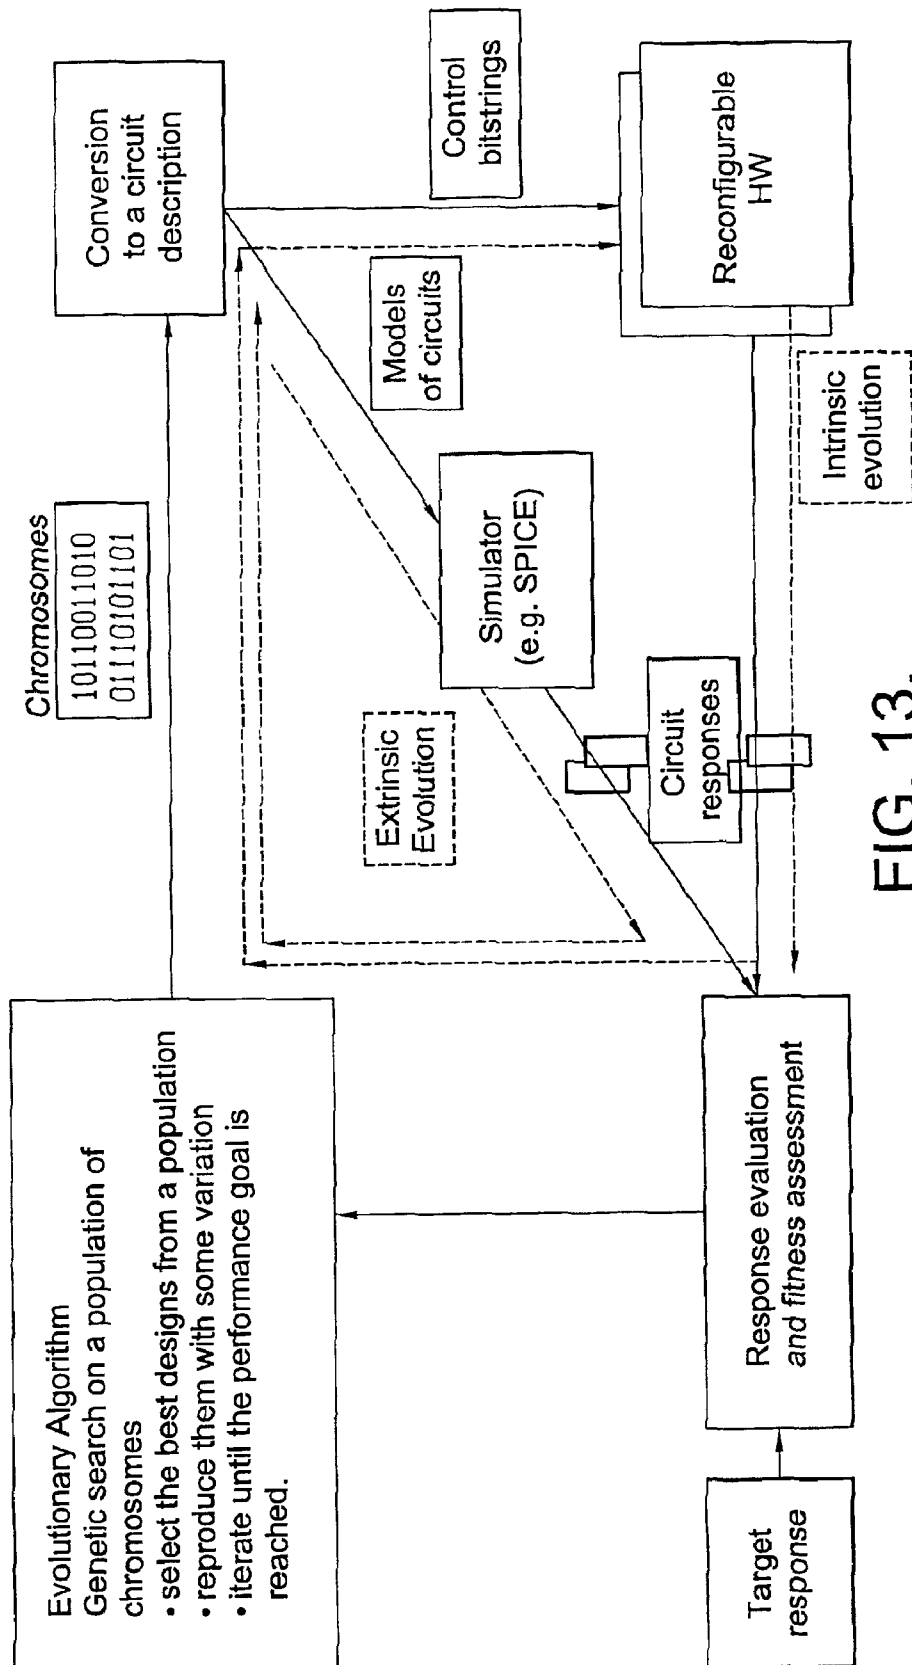 Evolutionary Algorithm
Genetic search on a population of
chromosomes
• select the best designs from a population
• reproduce them with some variation
• iterate until the performance goal is
reached.
Chromosomes
10110011010
01110101101
Conversion
to a circuit
description
Control
bitstrings
Models
of circuits
Simulator
(e.g. SPICE)
Extrinsic
Evolution
Circuit
responses
Reconfigurable
HW
Intrinsic
evolution
Target
response
Response evaluation
and fitness assessment
FIG. 13.